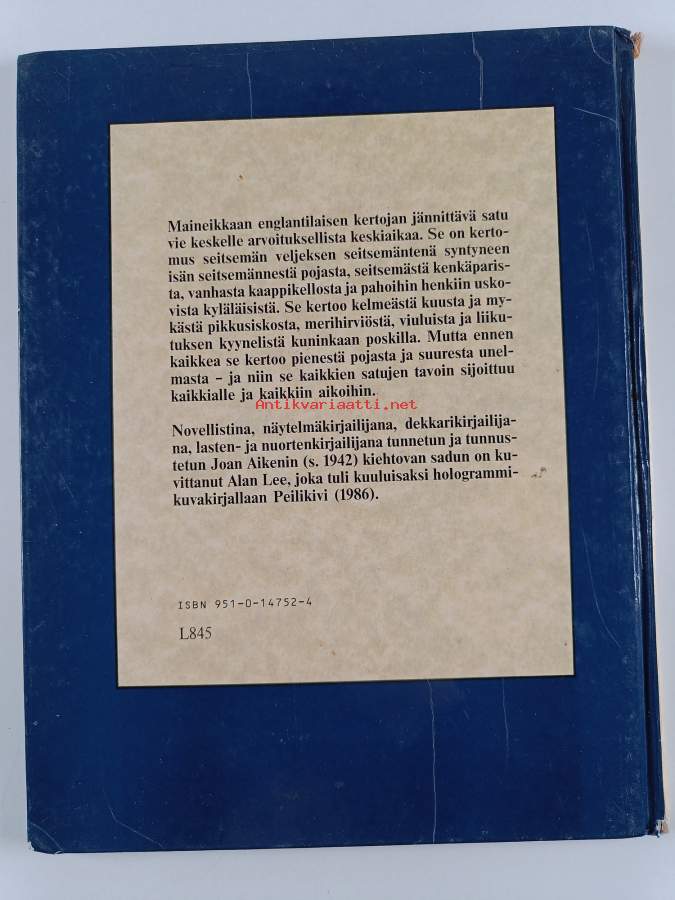 Maineikkaan englantilaisen kertojan jännittävä satu
vie keskelle arvoituksellista keskiaikaa. Se on kerto-
mus seitsemän veljeksen seitsemäntenä syntyneen
isän seitsemännestä pojasta, seitsemästä kenkäparis-
ta, vanhasta kaappikellosta ja pahoihin henkiin usko-
vista kyläläisistä. Se kertoo kelmeästä kuusta ja my-
kästä pikkusiskosta, merihirviöstä, viuluista ja liiku-
tuksen kyynelistä kuninkaan poskilla. Mutta ennen
kaikkea se kertoo pienestä pojasta ja suuresta unel-
masta – ja niin se kaikkien satujen tavoin sijoittuu
kaikkialle ja kaikkiin aikoihin.
Antikvariaatti.net
Novellistina, näytelmäkirjailijana, dekkarikirjailija-
na, lasten- ja nuortenkirjailijana tunnetun ja tunnus-
tetun Joan Aikenin (s. 1942) kiehtovan sadun on ku-
vittanut Alan Lee, joka tuli kuuluisaksi hologrammi-
kuvakirjallaan Peilikivi (1986).
ISBN 951-0-14752-4
L845